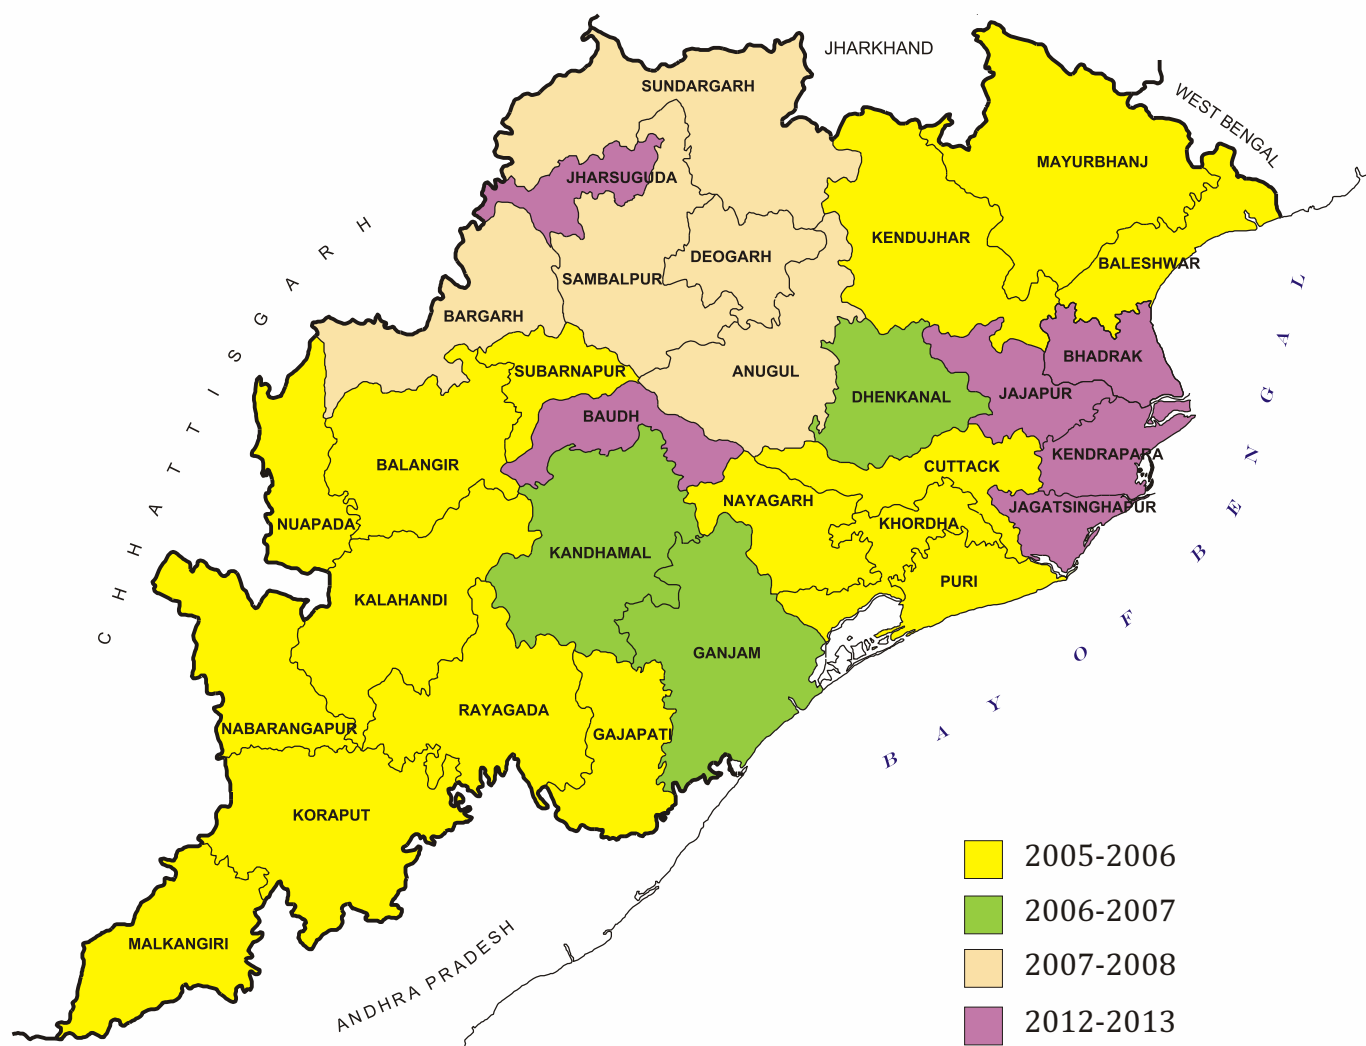 JHARKHAND
SUNDARGARH
WEST BENGAL
MAYURBHANJ
JHARSUGUDA
KENDUJHAR
DEOGARH
BALESHWAR
SAMBALPUR
BARGARH
CHHATTISGARH
BHADRAK
SUBARNAPUR
ANUGUL
DHENKANAL
JAJAPUR
BAUDH
KENDRAPARA
BALANGIR
CUTTACK
NAYAGARH
JAGATSINGHAPUR
NUAPADA
KHORDHA
KANDHAMAL
PURI
KALAHANDI
BAY OF BENGAL
GANJAM
RAYAGADA
NABARANGAPUR
GAJAPATI
KORAPUT
MALKANGIRI
ANDHRA PRADESH
2005-2006
2006-2007
2007-2008
2012-2013